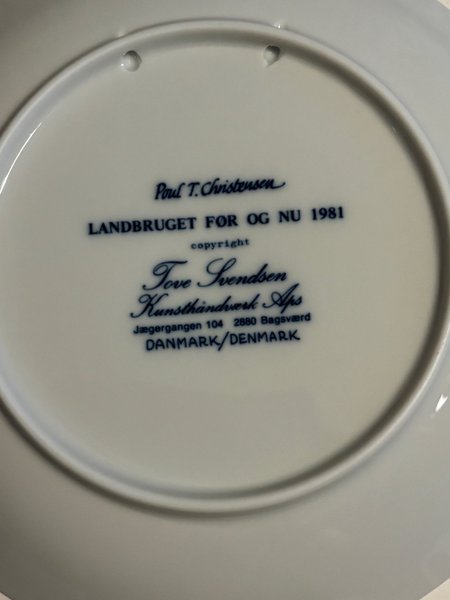 Poul T. Christensen
LANDBRUGET FØR OG NU 1981
copyright
Tove Svendsen
Kunsthåndværk Aps
Jægergangen 104 2880 Bagsværd
DANMARK/DENMARK